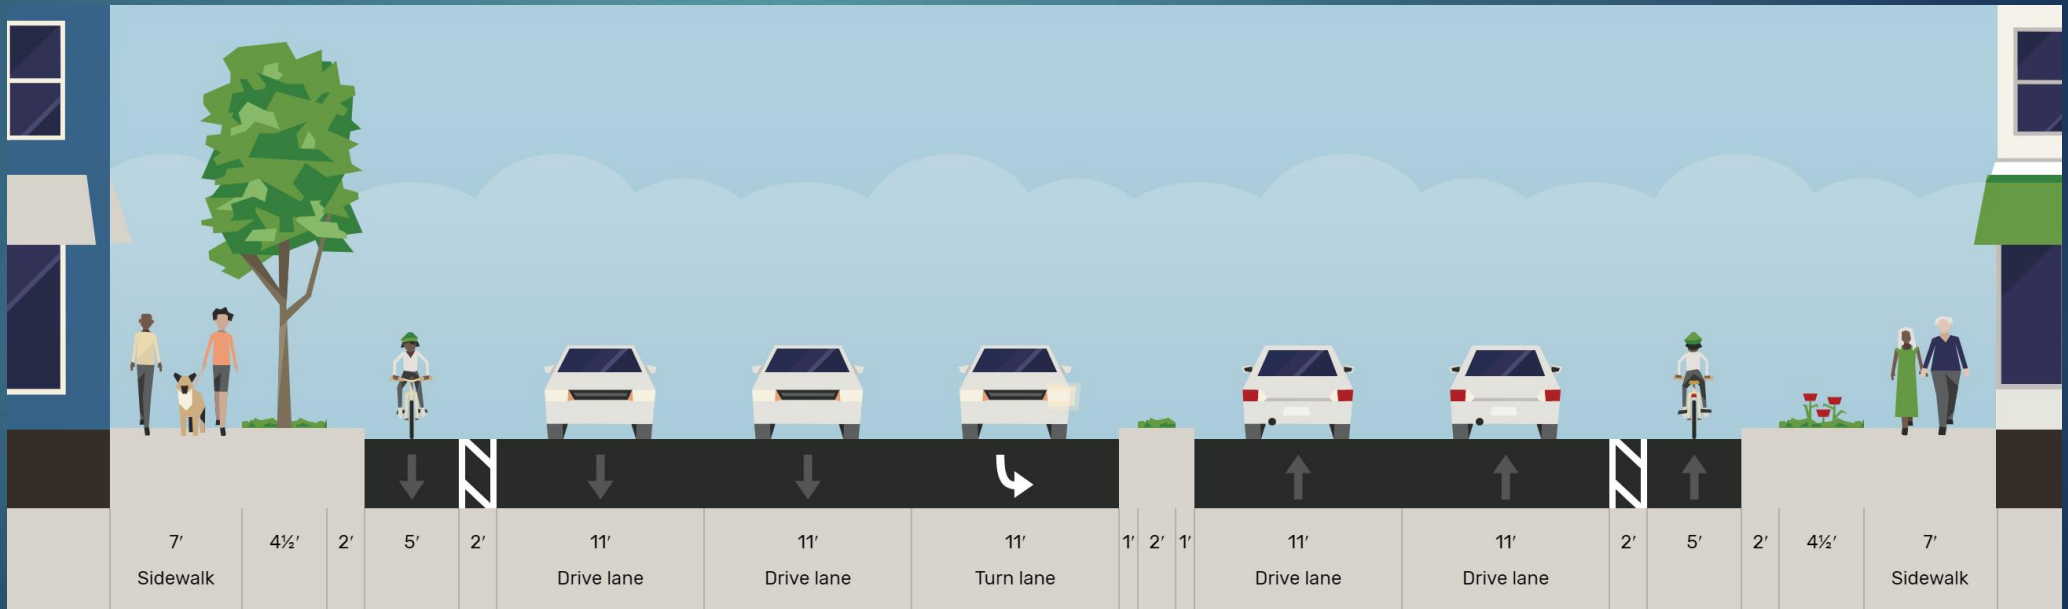 7′ 4½′ 2′ 5′ 2′ 11′ 11′ 11′ 1′ 2′ 1′ 11′ 11′ 2′ 5′ 2′ 4½′ 7′
Sidewalk Drive lane Drive lane Turn lane Drive lane Drive lane Sidewalk